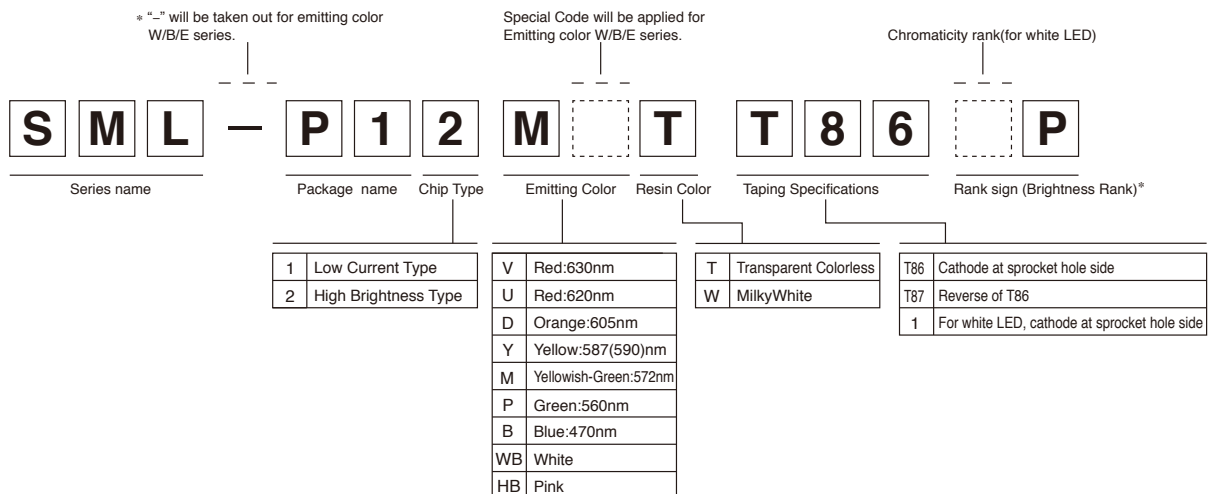 * "–" will be taken out for emitting color
W/B/E series.
Special Code will be applied for
Emitting color W/B/E series.
Chromaticity rank(for white LED)
S M L – P 1 2 M T T 8 6 P
Series name
Package name
Chip Type
Emitting Color
Resin Color
Taping Specifications
Rank sign (Brightness Rank)*
1 Low Current Type
2 High Brightness Type
V Red:630nm
U Red:620nm
D Orange:605nm
Y Yellow:587(590)nm
M Yellowish-Green:572nm
P Green:560nm
B Blue:470nm
WB White
HB Pink
T Transparent Colorless
W MilkyWhite
T86 Cathode at sprocket hole side
T87 Reverse of T86
1 For white LED, cathode at sprocket hole side